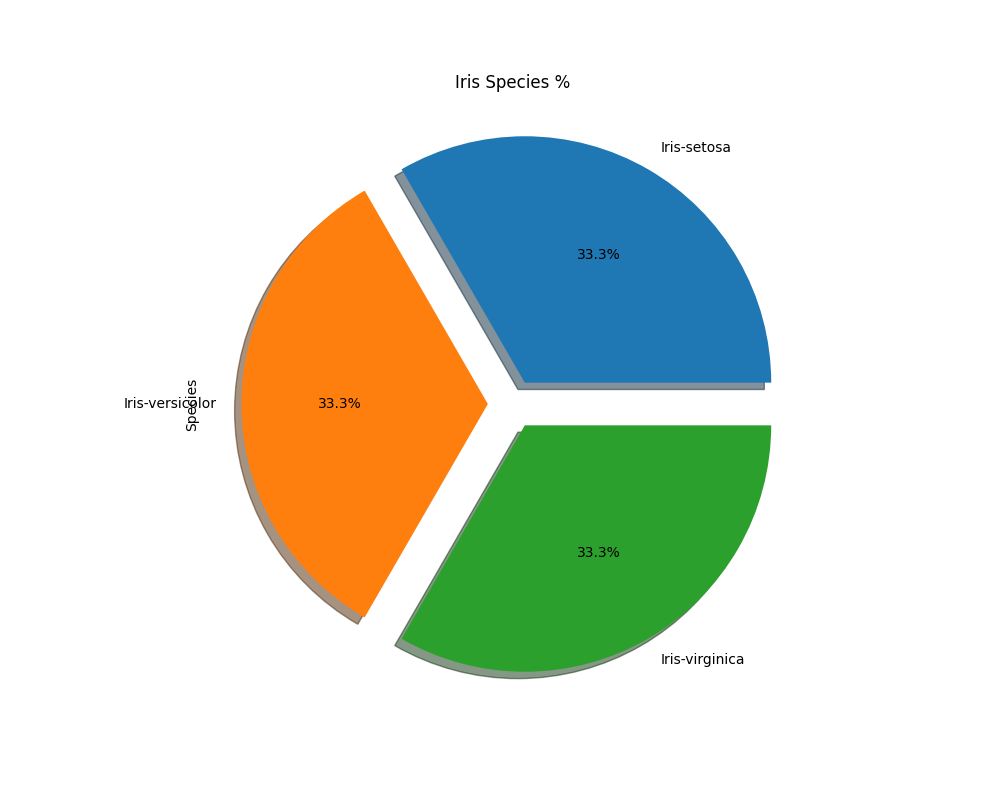 Iris Species %
Iris-setosa
33.3%
Iris-versicolor
Species
33.3%
33.3%
Iris-virginica